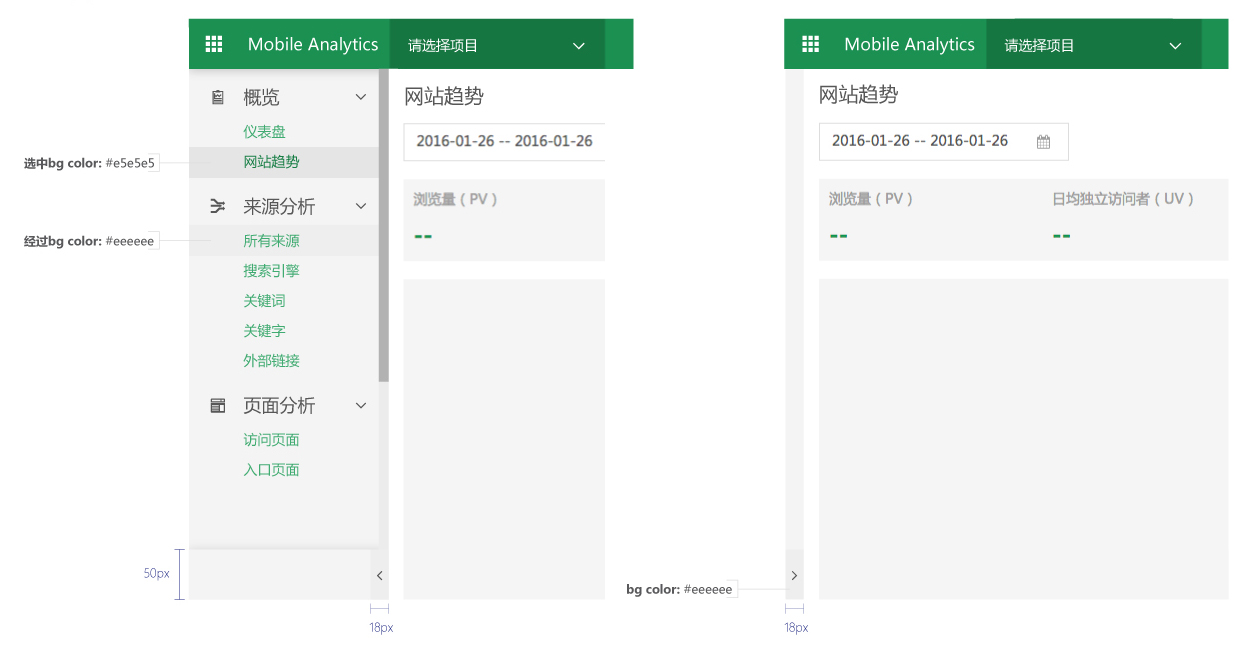 Mobile Analytics
请选择项目
概览
仪表盘
网站趋势
来源分析
所有来源
搜索引擎
关键词
关键字
外部链接
页面分析
访问页面
入口页面
网站趋势
2016-01-26 -- 2016-01-26
浏览量（PV）
--
选中bg color: #e5e5e5
经过bg color: #eeeeee
50px
18px
Mobile Analytics
请选择项目
网站趋势
2016-01-26 -- 2016-01-26
浏览量（PV） 日均独立访问者（UV）
-- --
bg color: #eeeeee
18px